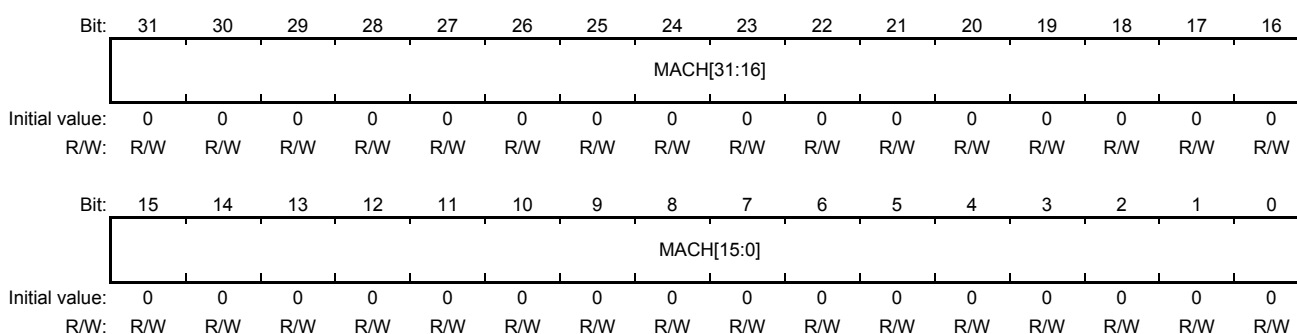 Bit: 31 30 29 28 27 26 25 24 23 22 21 20 19 18 17 16
MACH[31:16]
Initial value: 0 0 0 0 0 0 0 0 0 0 0 0 0 0 0 0
R/W: R/W R/W R/W R/W R/W R/W R/W R/W R/W R/W R/W R/W R/W R/W R/W R/W
Bit: 15 14 13 12 11 10 9 8 7 6 5 4 3 2 1 0
MACH[15:0]
Initial value: 0 0 0 0 0 0 0 0 0 0 0 0 0 0 0 0
R/W: R/W R/W R/W R/W R/W R/W R/W R/W R/W R/W R/W R/W R/W R/W R/W R/W